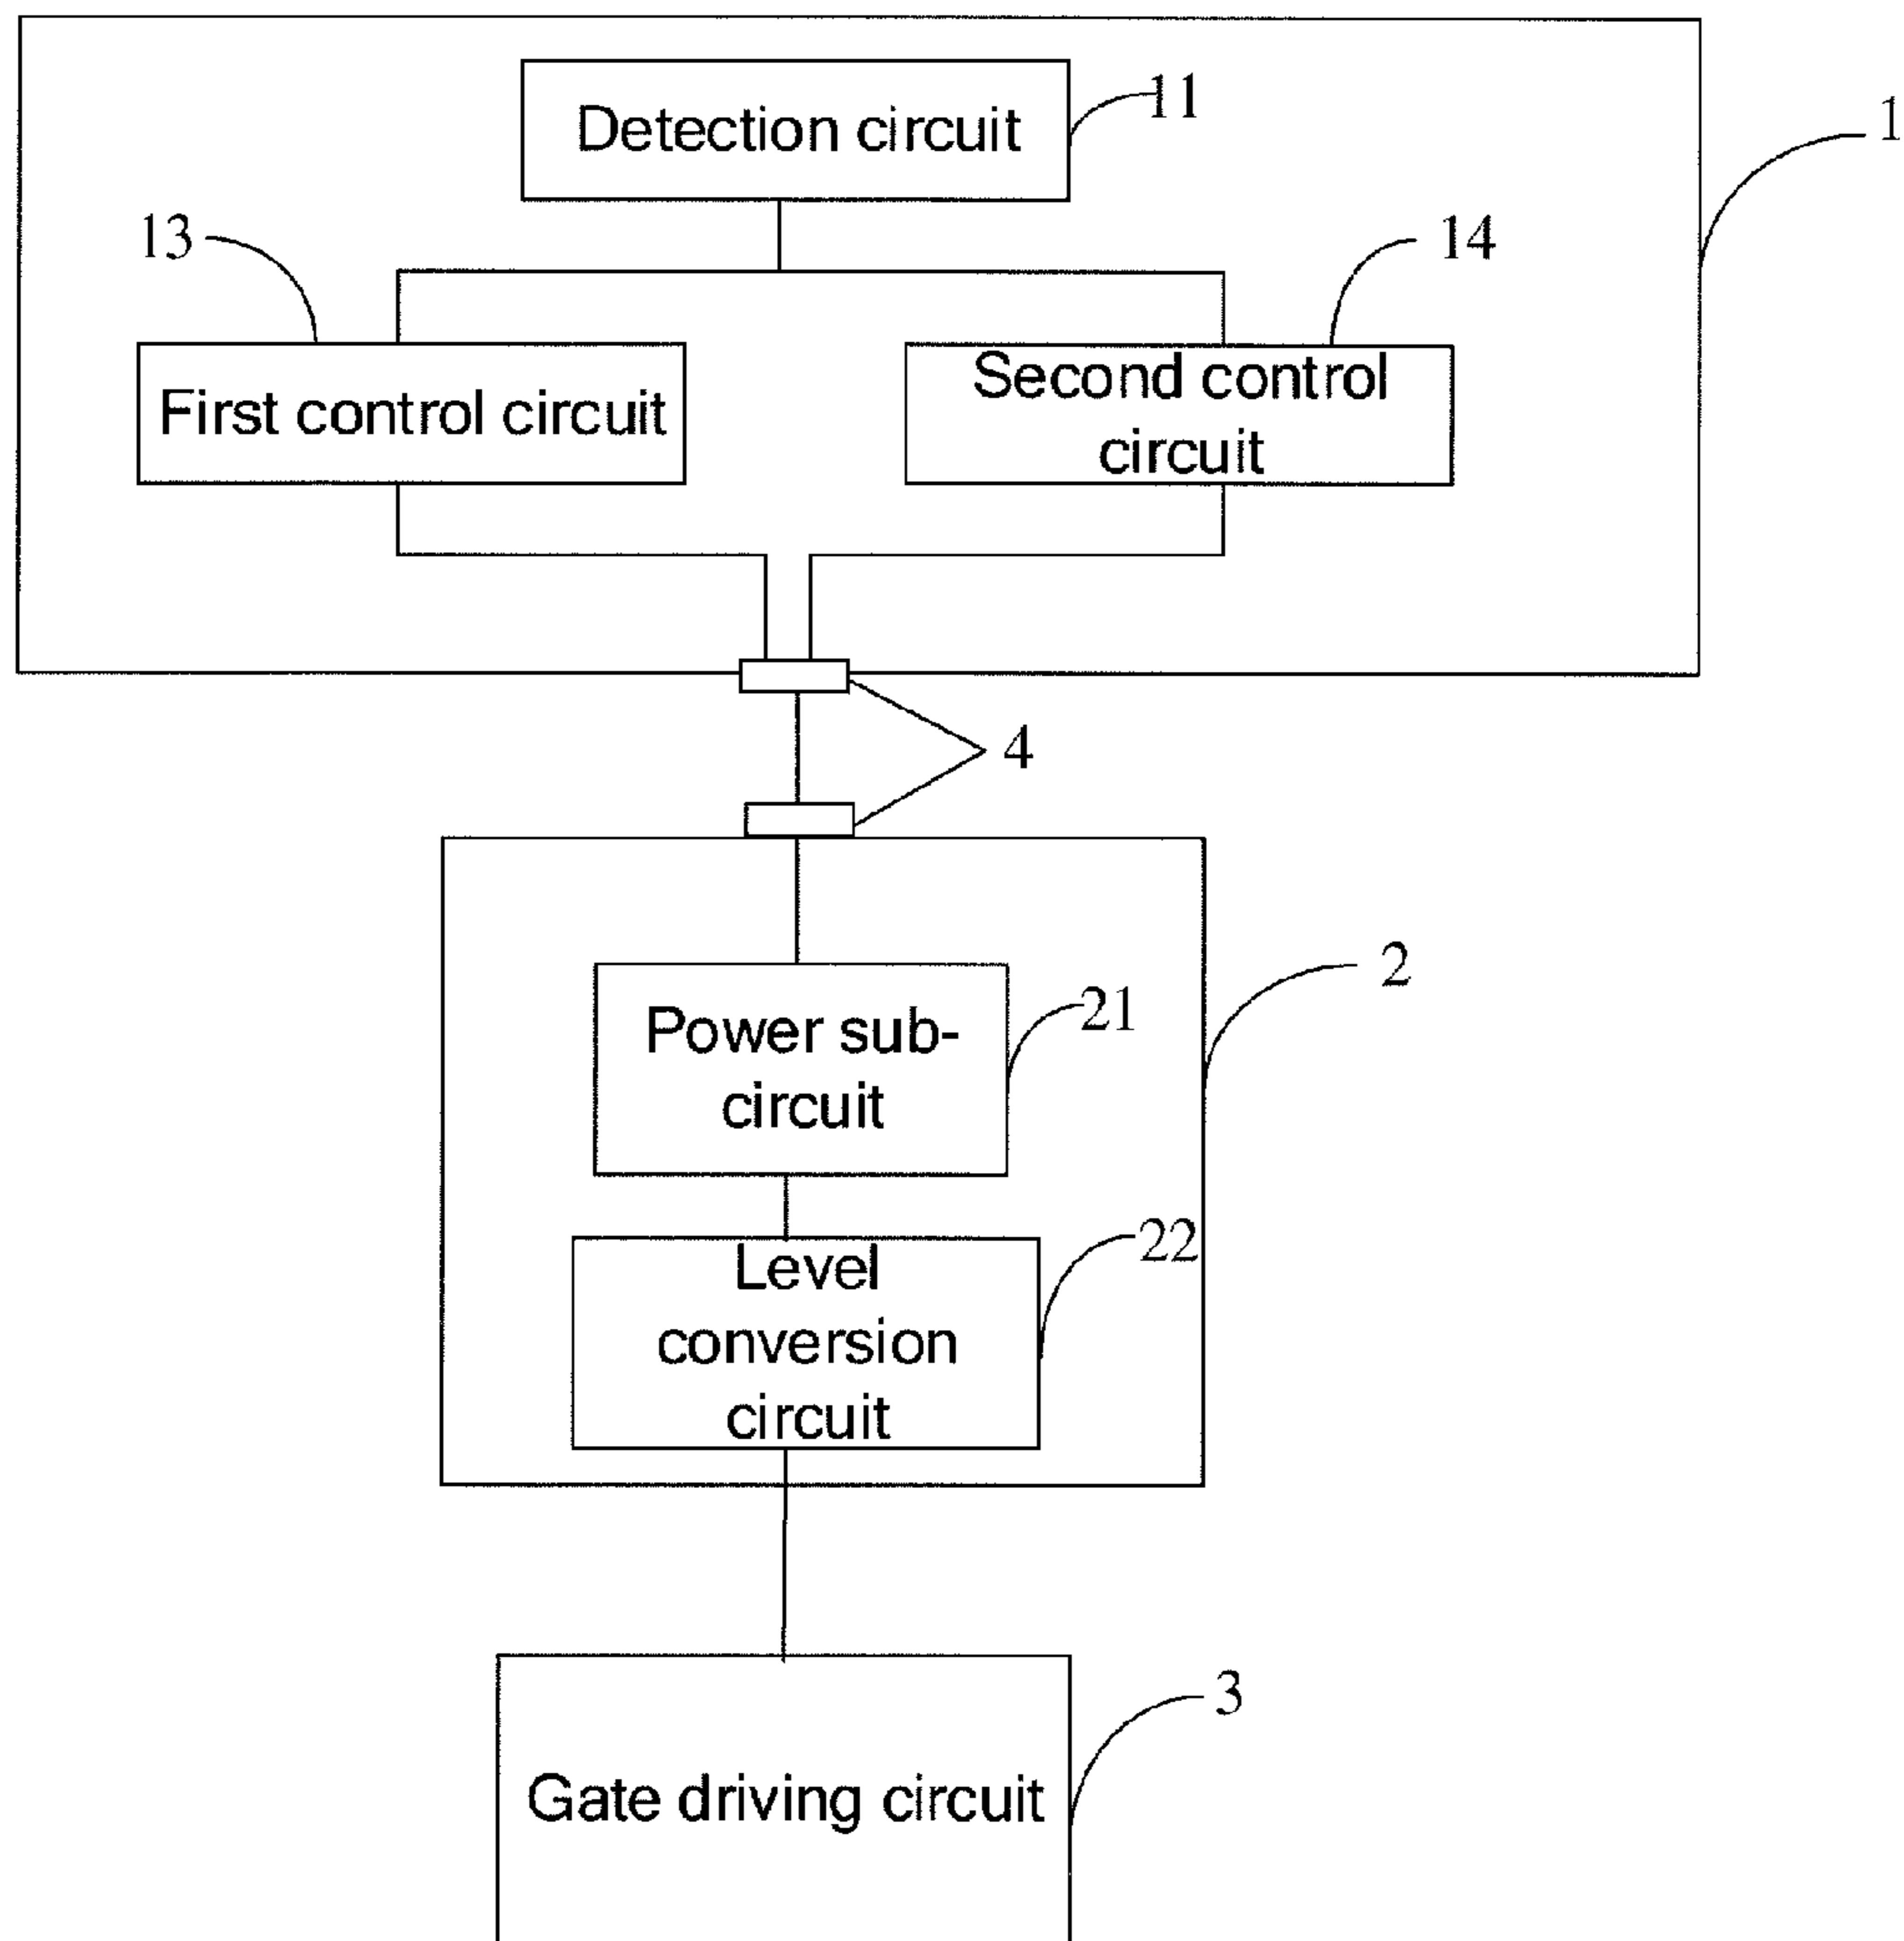 Detection circuit
11
1
13
14
First control circuit
Second control
circuit
4
2
Power sub-
circuit
21
22
Level
conversion
circuit
3
Gate driving circuit